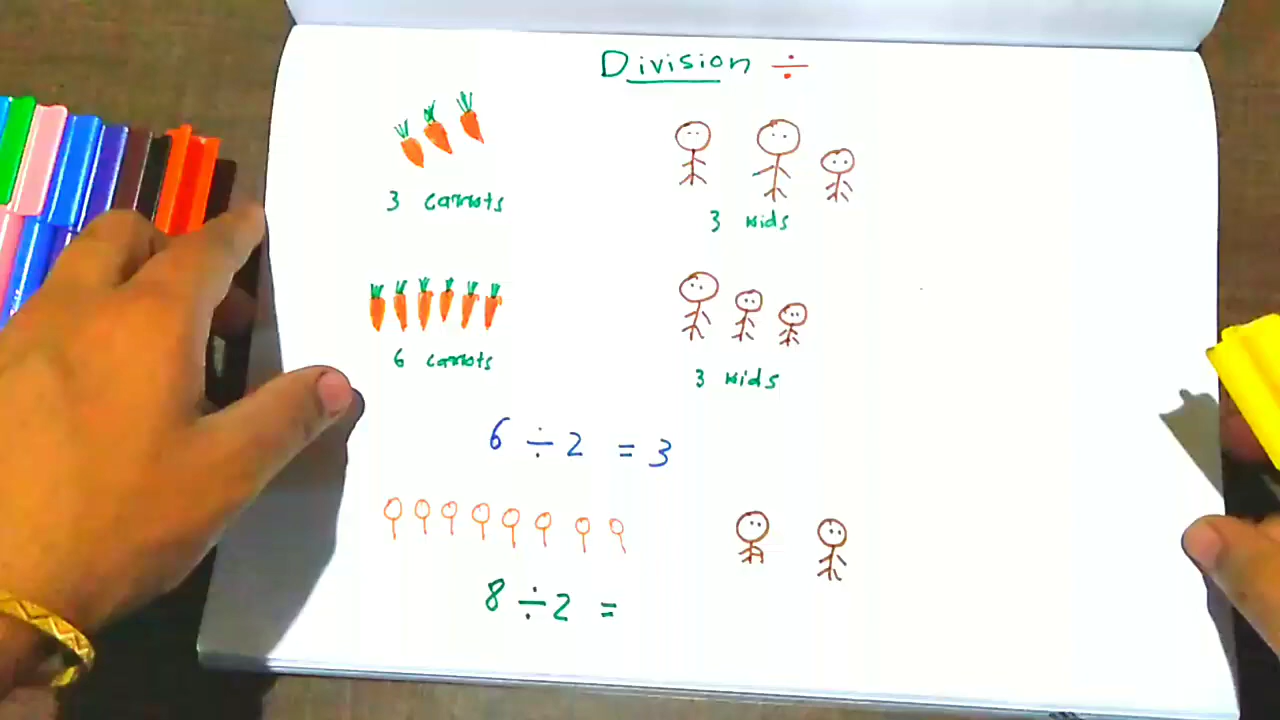 Division ÷
3 carrots
3 kids
6 carrots
3 kids
6 ÷ 2 = 3
8 ÷ 2 =